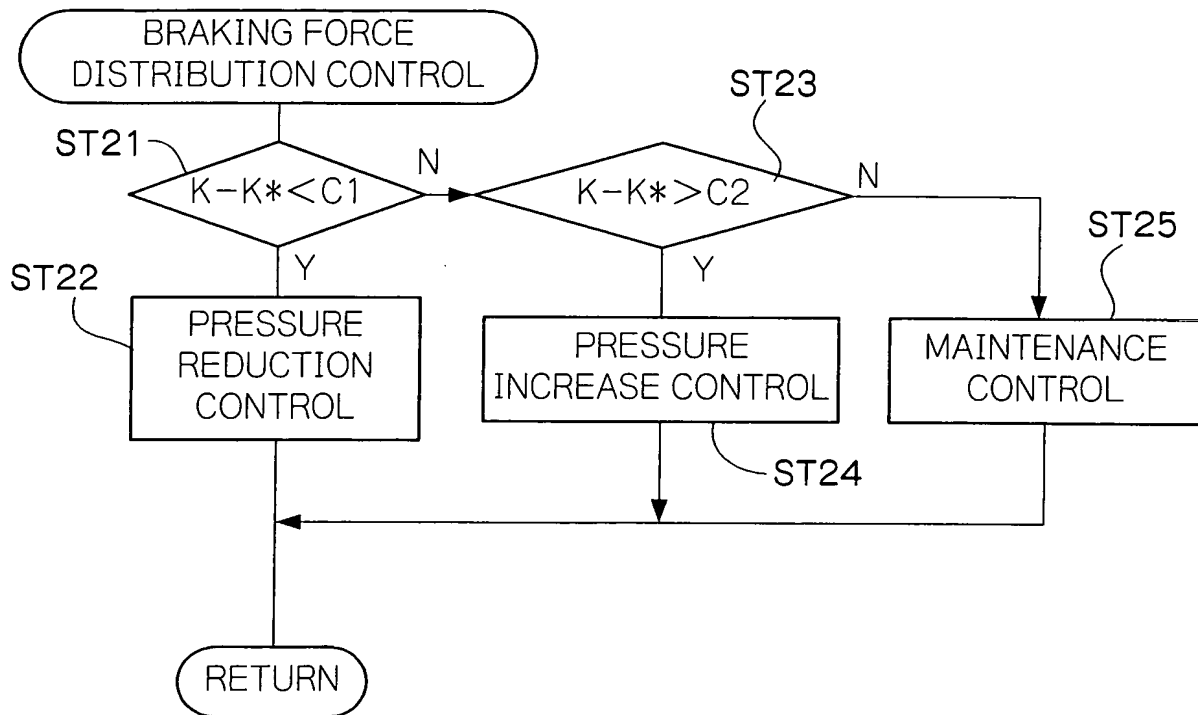 BRAKING FORCE
DISTRIBUTION CONTROL
ST21
K-K*<C1
N
ST23
K-K*>C2
N
ST25
Y
Y
ST22
PRESSURE
REDUCTION
CONTROL
PRESSURE
INCREASE CONTROL
MAINTENANCE
CONTROL
ST24
RETURN